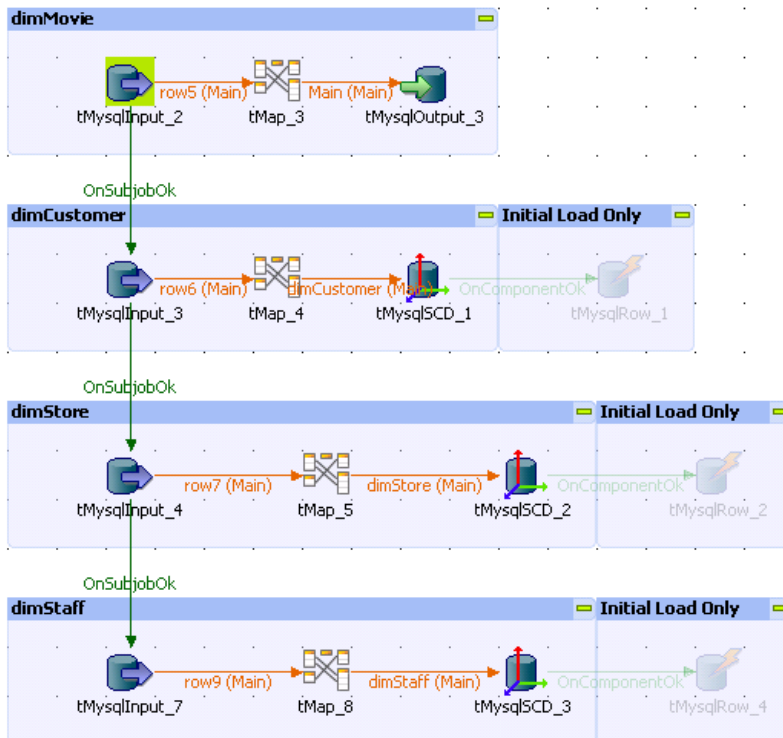 dimMovie
row5 (Main)
Main (Main)
tMysqlInput_2
tMap_3
tMysqlOutput_3
OnSubjobOk
dimCustomer
Initial Load Only
row6 (Main)
dimCustomer (Main)
OnComponentOk
tMysqlInput_3
tMap_4
tMysqlSCD_1
tMysqlRow_1
OnSubjobOk
dimStore
Initial Load Only
row7 (Main)
dimStore (Main)
OnComponentOk
tMysqlInput_4
tMap_5
tMysqlSCD_2
tMysqlRow_2
OnSubjobOk
dimStaff
Initial Load Only
row9 (Main)
dimStaff (Main)
OnComponentOk
tMysqlInput_7
tMap_8
tMysqlSCD_3
tMysqlRow_4